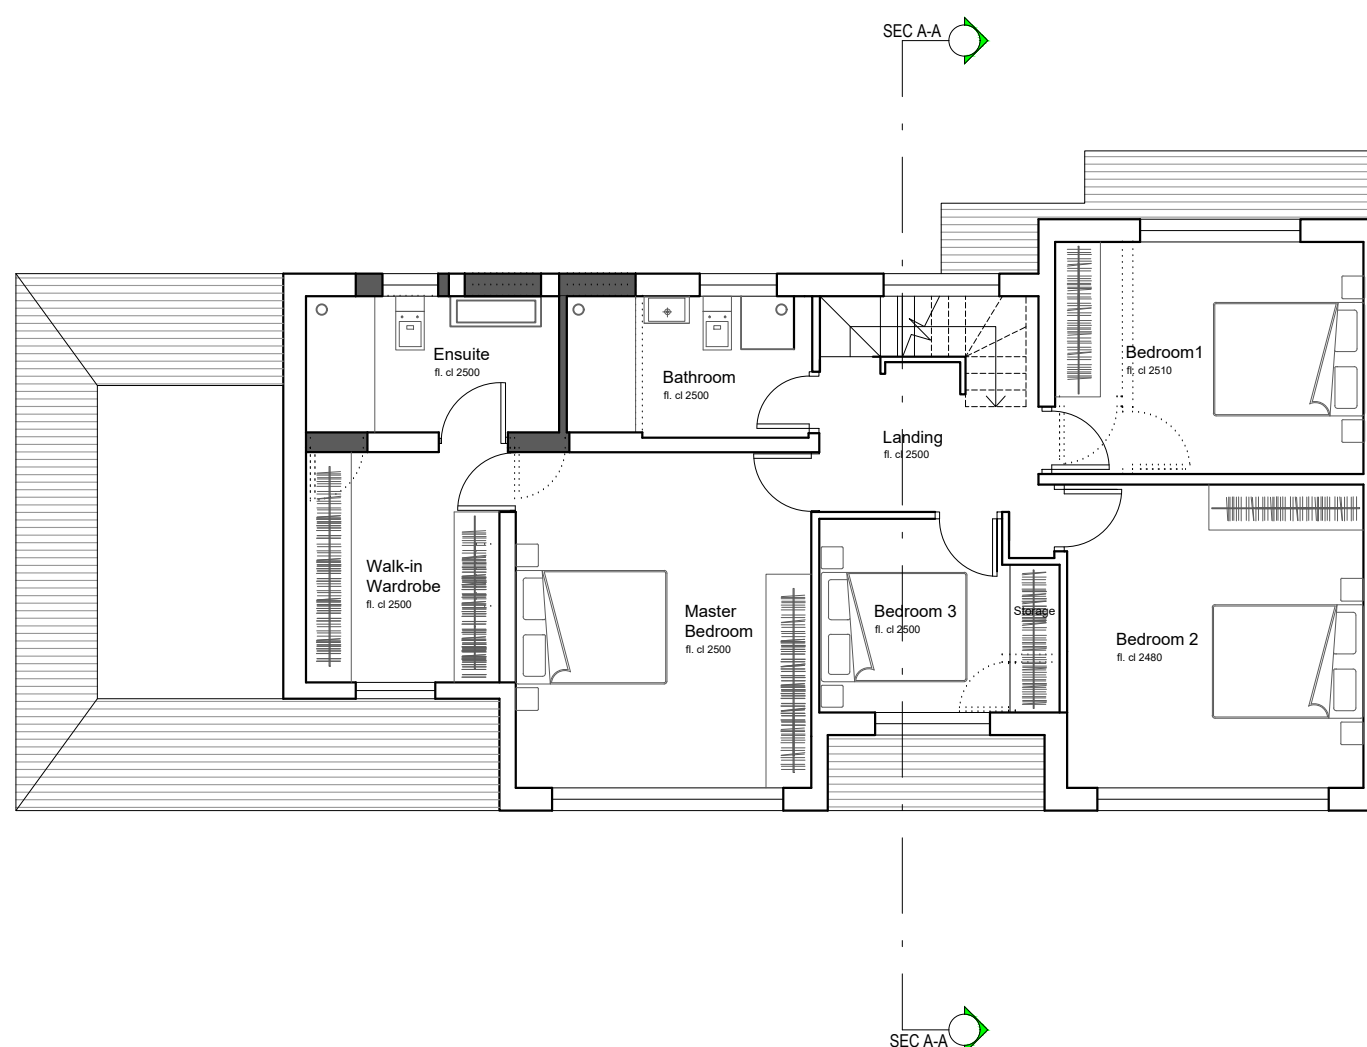 SEC A-A
Bedroom1
fl. cl 2510
Ensuite
fl. cl 2500
Bathroom
fl. cl 2500
Landing
fl. cl 2500
Walk-in
Wardrobe
fl. cl 2500
Master
Bedroom
fl. cl 2500
Bedroom 3
fl. cl 2500
Storage
Bedroom 2
fl. cl 2480
SEC A-A